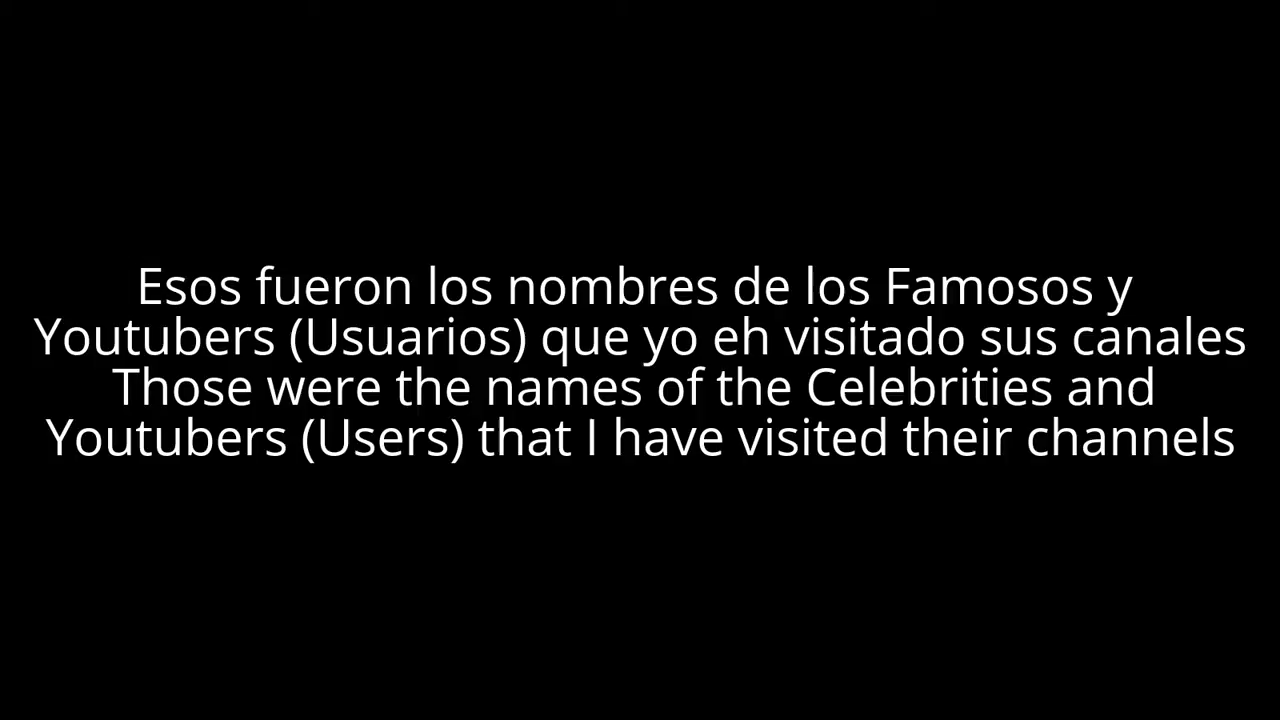 Esos fueron los nombres de los Famosos y
Youtubers (Usuarios) que yo eh visitado sus canales
Those were the names of the Celebrities and
Youtubers (Users) that I have visited their channels